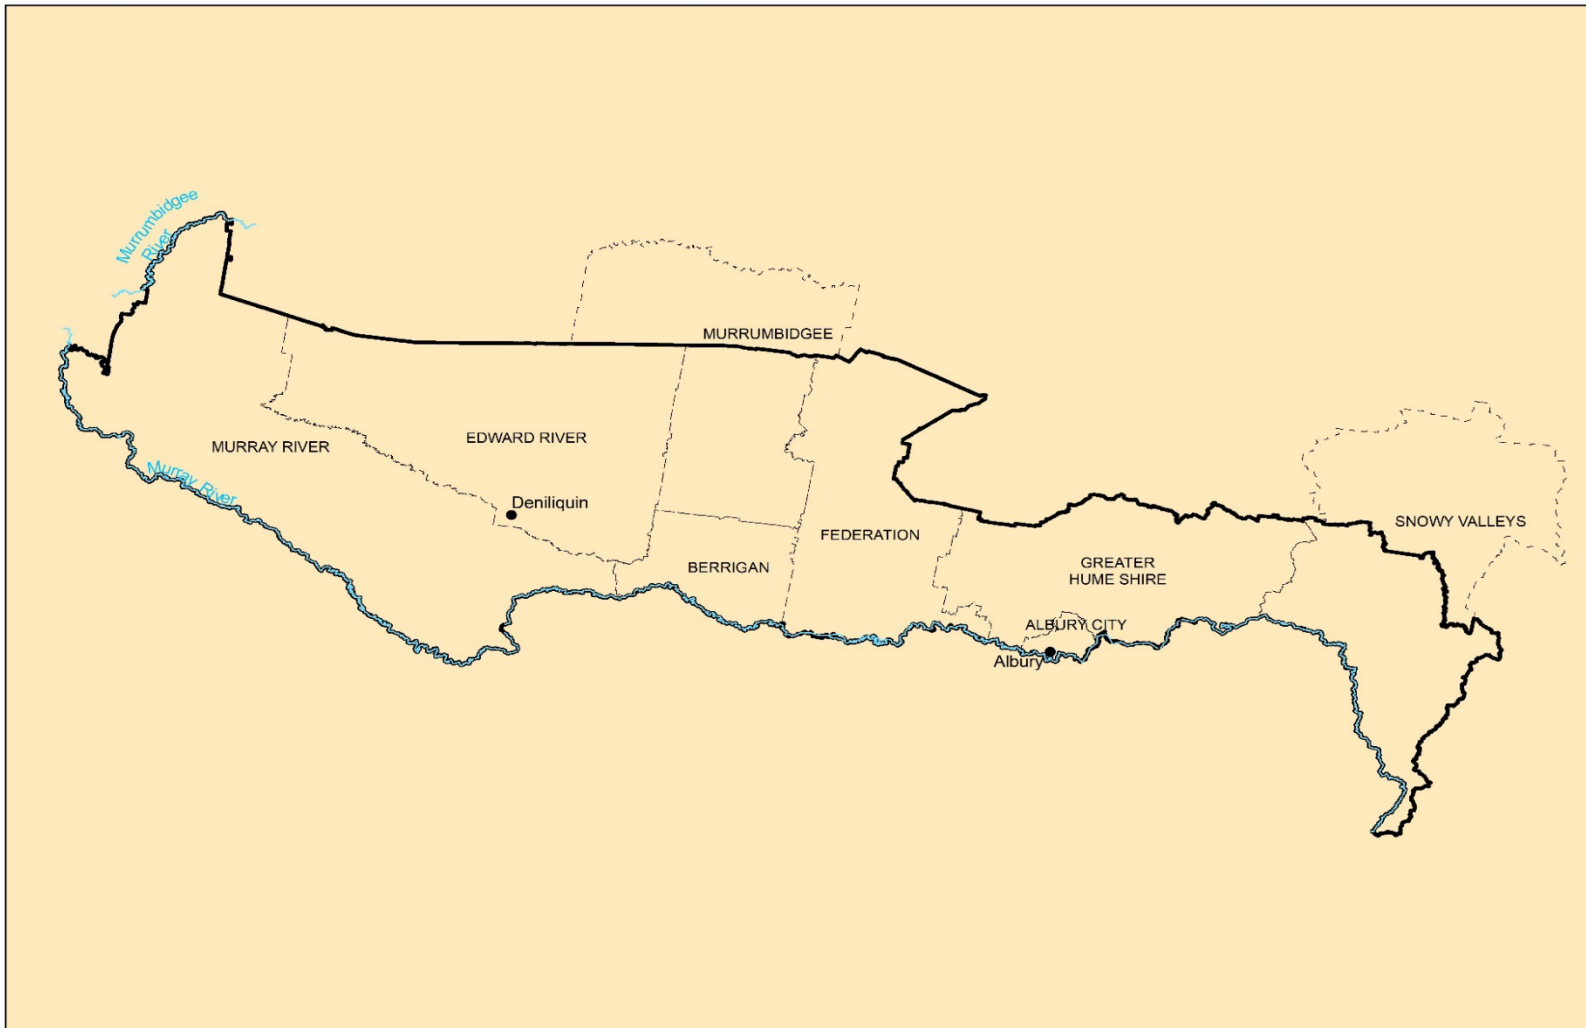 Murrumbidgee
River
MURRUMBIDGEE
MURRAY RIVER
EDWARD RIVER
Murray River
Deniliquin
SNOWY VALLEYS
FEDERATION
BERRIGAN
GREATER
HUME SHIRE
ALBURY CITY
Albury